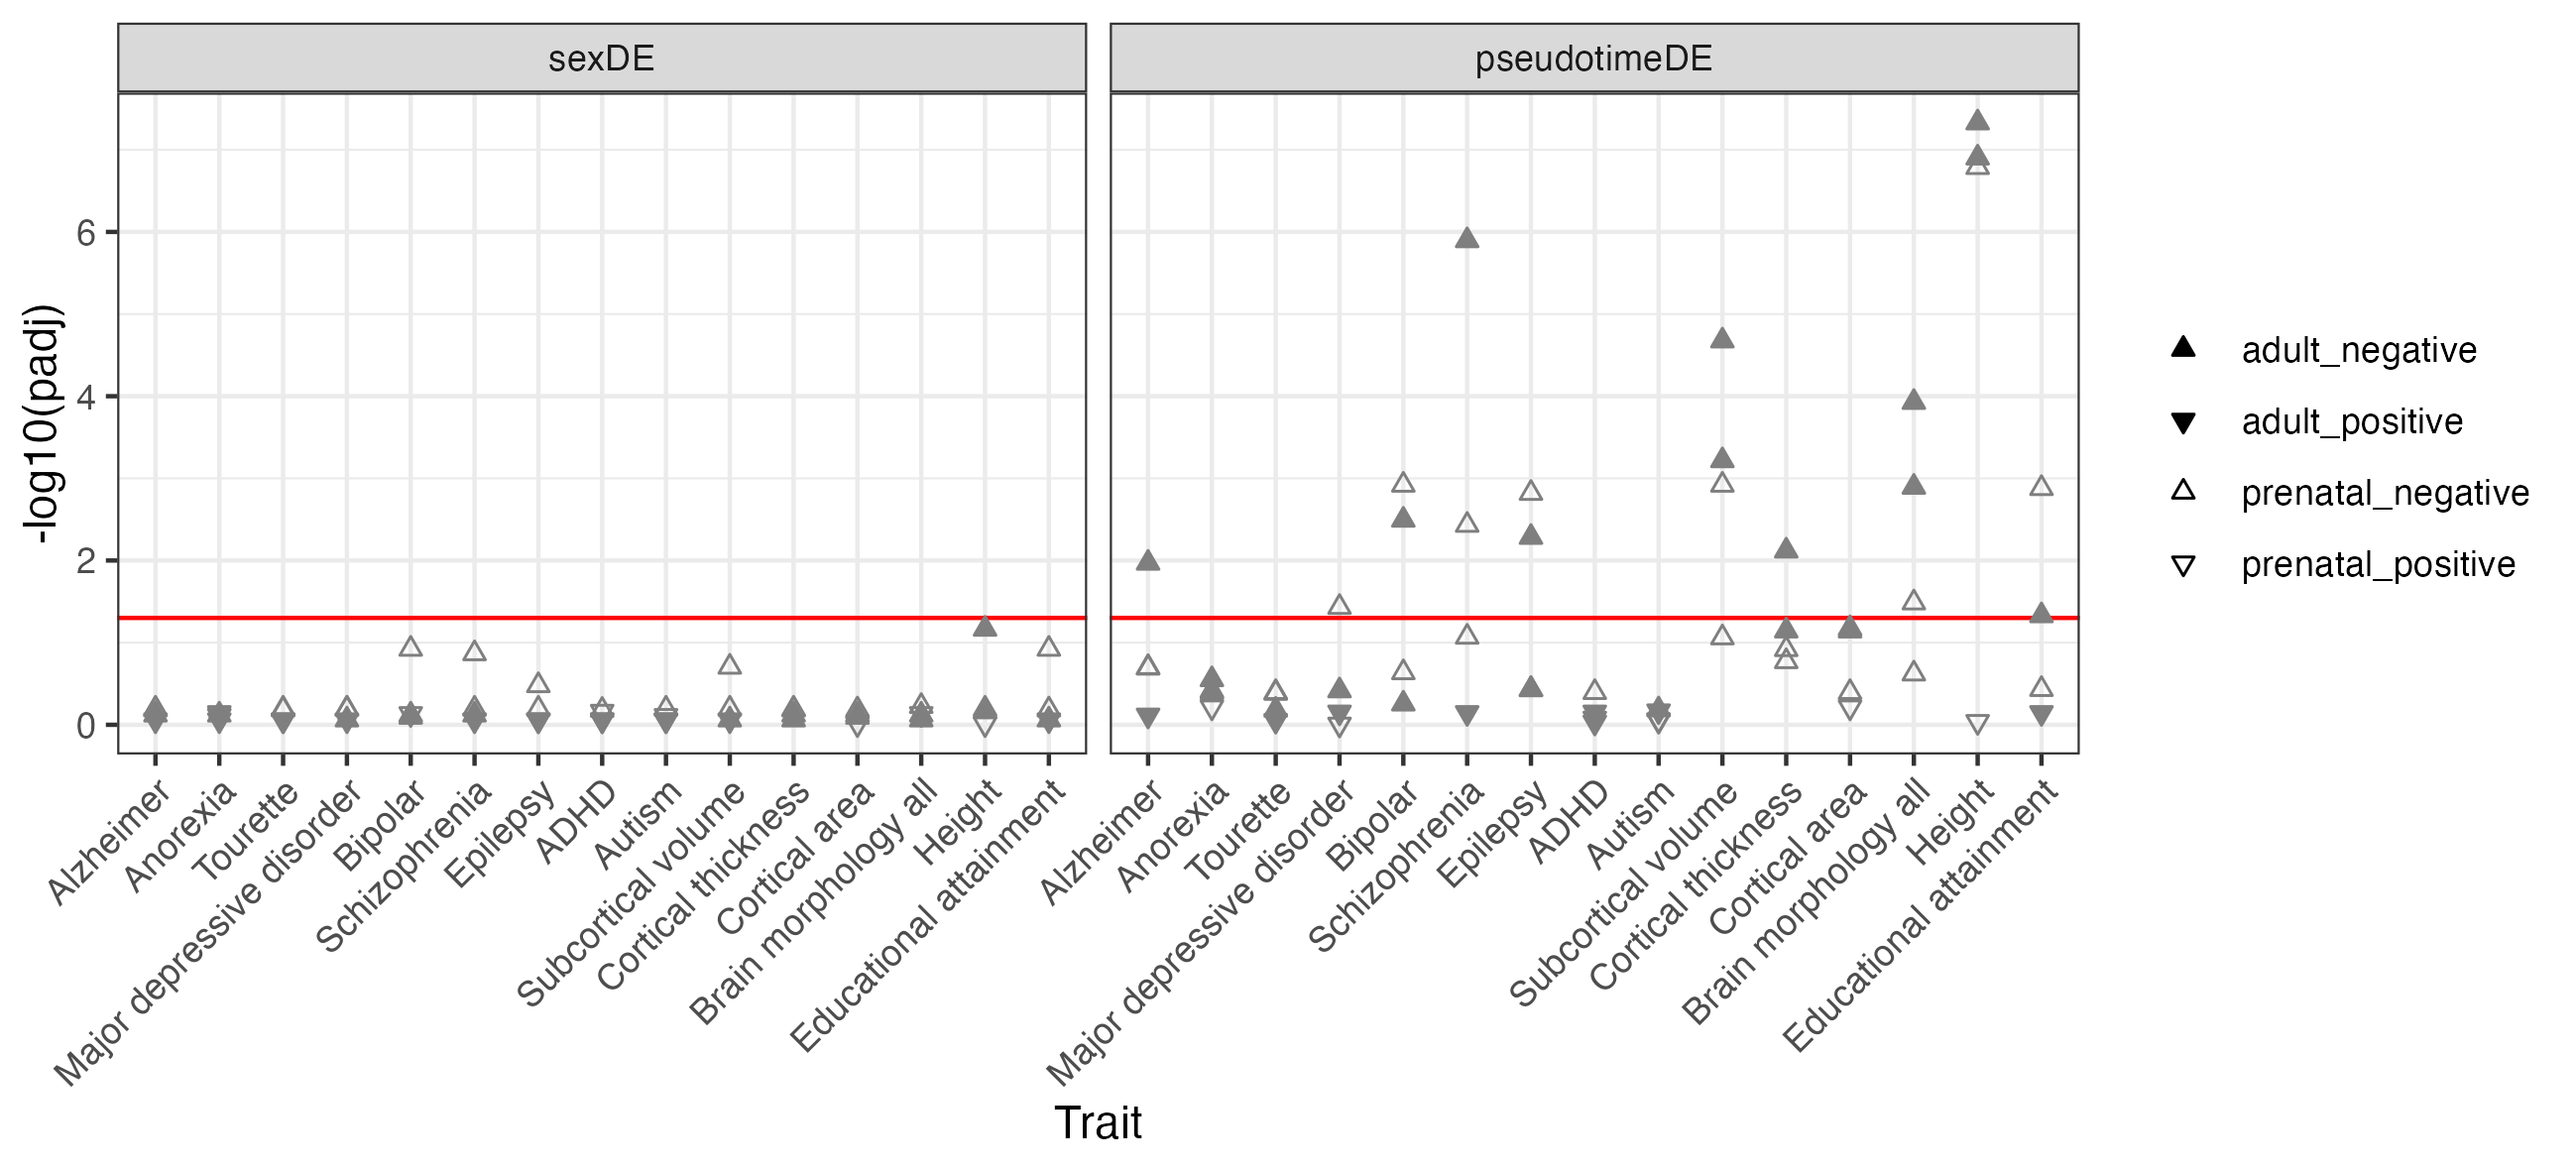 sexDE
pseudotimeDE
-log10(padj)
6
4
2
0
Alzheimer
Anorexia
Tourette
Major depressive disorder
Bipolar
Schizophrenia
Epilepsy
ADHD
Autism
Subcortical volume
Cortical thickness
Cortical area
Brain morphology all
Height
Educational attainment
Alzheimer
Anorexia
Tourette
Major depressive disorder
Bipolar
Schizophrenia
Epilepsy
ADHD
Autism
Subcortical volume
Cortical thickness
Cortical area
Brain morphology all
Height
Educational attainment
Trait
adult_negative
adult_positive
prenatal_negative
prenatal_positive